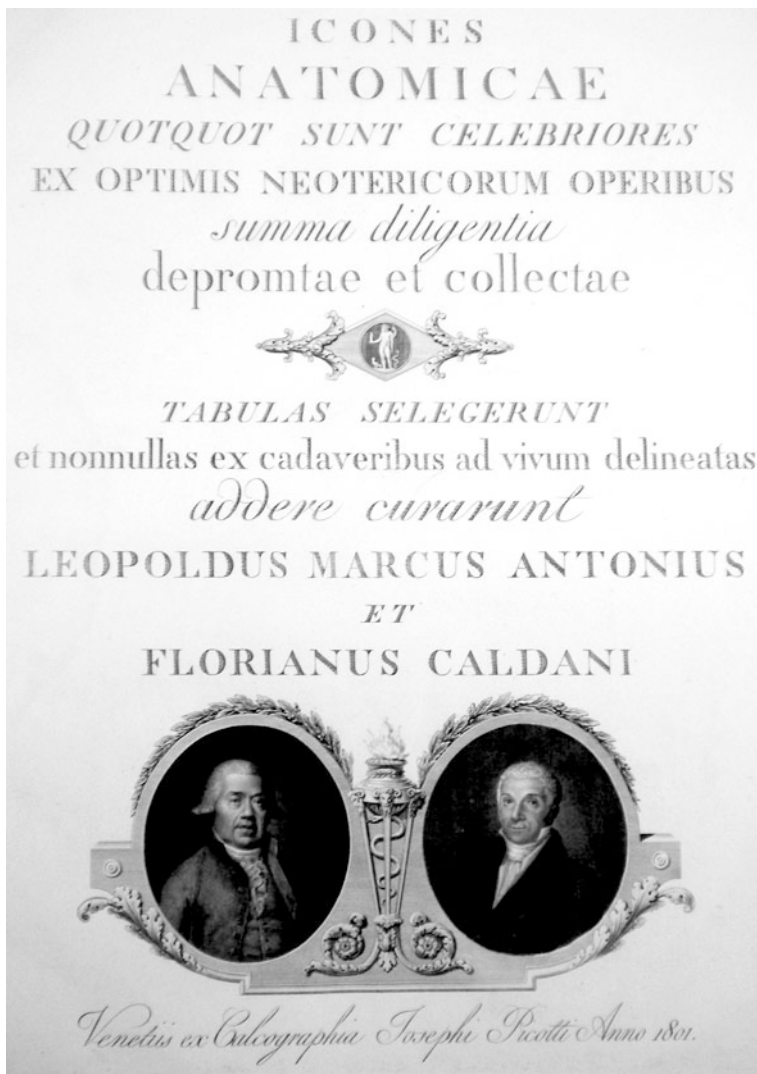 ICONES
ANATOMICAE
QUOTQUOT SUNT CELEBRIORES
EX OPTIMIS NEOTERICORUM OPERIBUS
summa diligentia
depromtae et collectae
TABULAS SELEGERUNT
et nonnullas ex cadaveribus ad vivum delineatas
addere curarunt
LEOPOLDUS MARCUS ANTONIUS
ET
FLORIANUS CALDANI
Venetiis ex Calcographia Josephi Picotti Anno 1801.